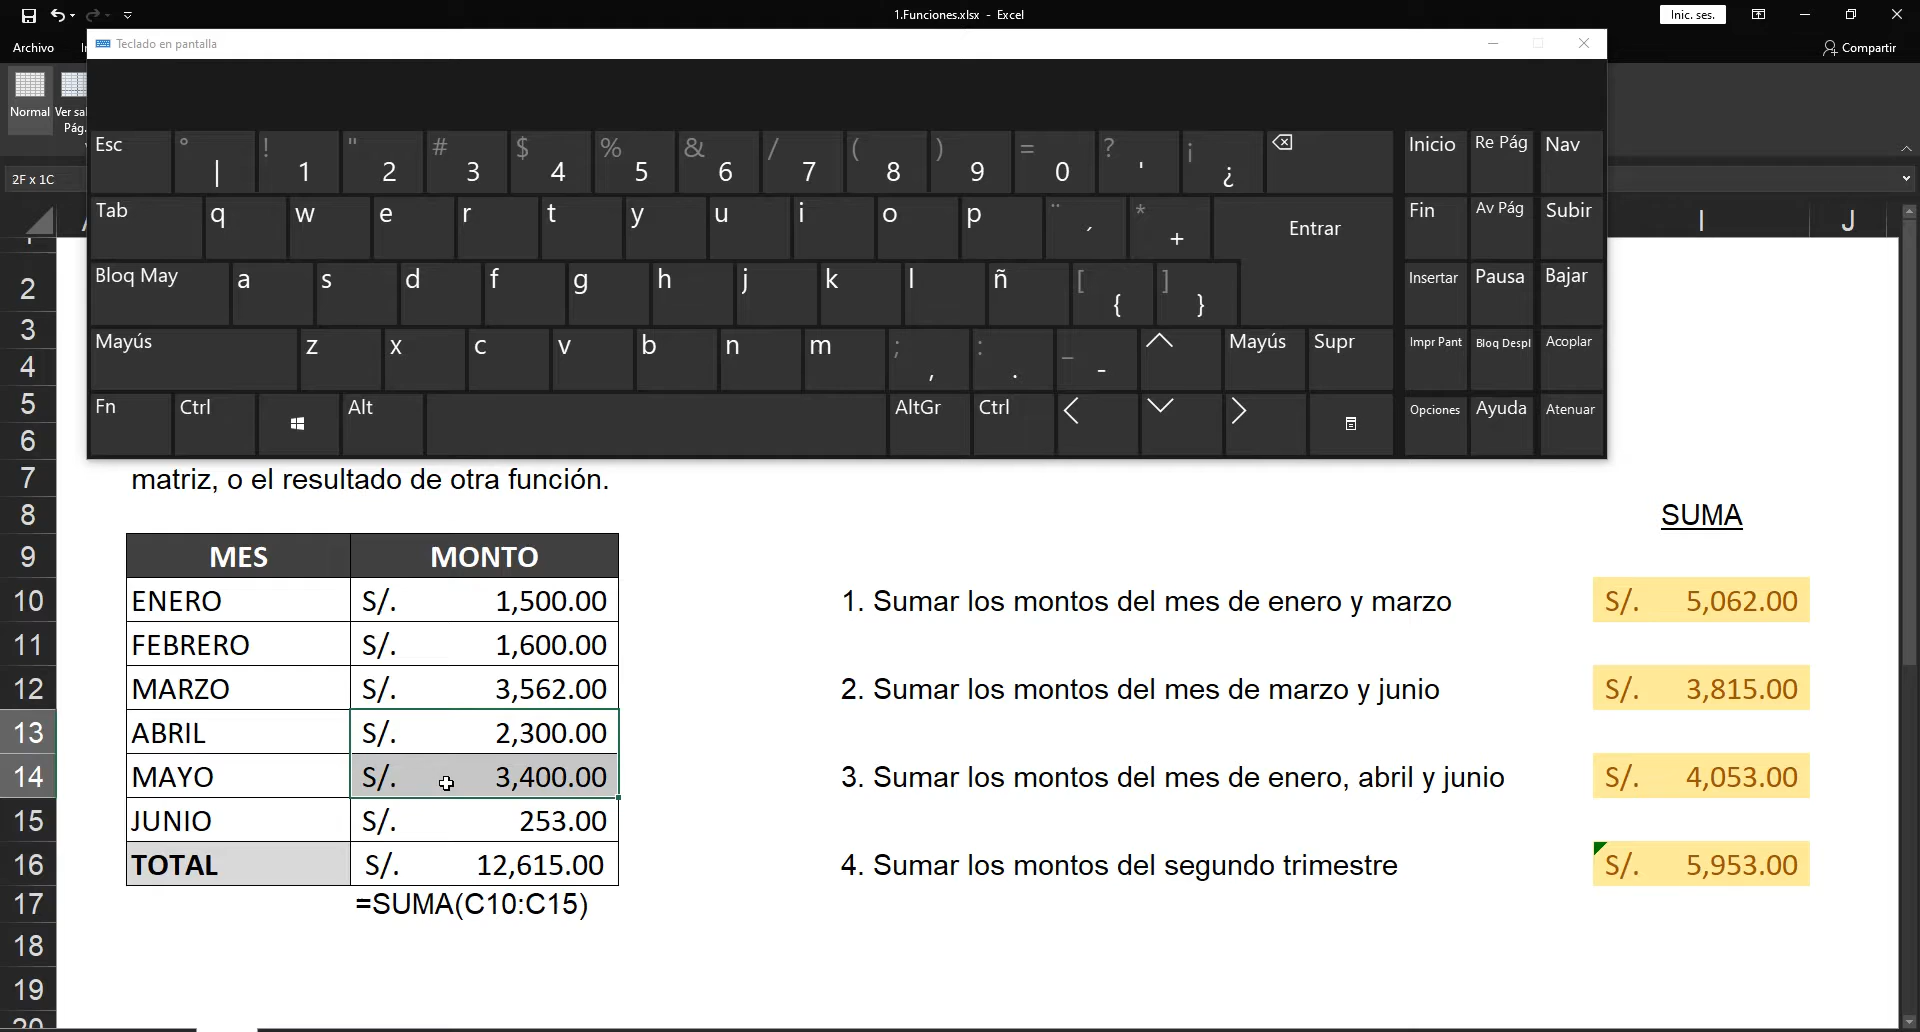 1.Funciones.xlsx - Excel
Inic. ses.
Archivo
Compartir
Teclado en pantalla
Normal
Pág.
2F x 1C
Esc ° | ! 1 " 2 # 3 $ 4 % 5 & 6 / 7 ( 8 ) 9 = 0 ? ' ¡ ¿ Inicio Re Pág Nav
Tab q w e r t y u i o p ¨ ´ * + Entrar Fin Av Pág Subir
Bloq May a s d f g h j k l ñ [ { ] } Insertar Pausa Bajar
Mayús z x c v b n m ; , : . _ - Mayús Supr Impr Pant Bloq Despl Acoplar
Fn Ctrl Alt AltGr Ctrl Opciones Ayuda Atenuar
I J
2
3
4
5
6
7 matriz, o el resultado de otra función.
8 SUMA
9 MES MONTO
10 ENERO S/. 1,500.00 1. Sumar los montos del mes de enero y marzo S/. 5,062.00
11 FEBRERO S/. 1,600.00
12 MARZO S/. 3,562.00 2. Sumar los montos del mes de marzo y junio S/. 3,815.00
13 ABRIL S/. 2,300.00
14 MAYO S/. 3,400.00 3. Sumar los montos del mes de enero, abril y junio S/. 4,053.00
15 JUNIO S/. 253.00
16 TOTAL S/. 12,615.00 4. Sumar los montos del segundo trimestre S/. 5,953.00
17 =SUMA(C10:C15)
18
19
20